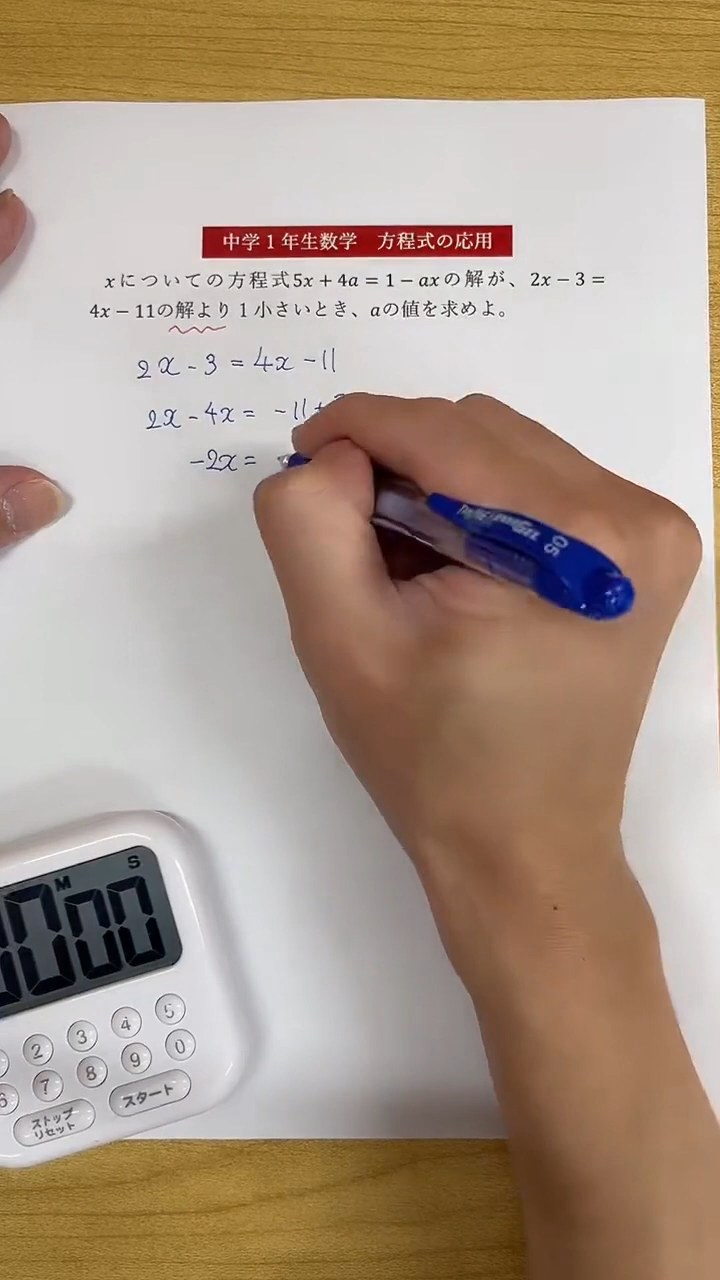 中学1年生数学 方程式の応用
xについての方程式5x + 4a = 1 − axの解が、2x − 3 =
4x − 11の解より1小さいとき、aの値を求めよ。
2x - 3 = 4x - 11
2x - 4x = -11 +
-2x =
ZEBRA 05
M S
00
2 3 4 5
6 7 8 9 0
ストップ
リセット
スタート